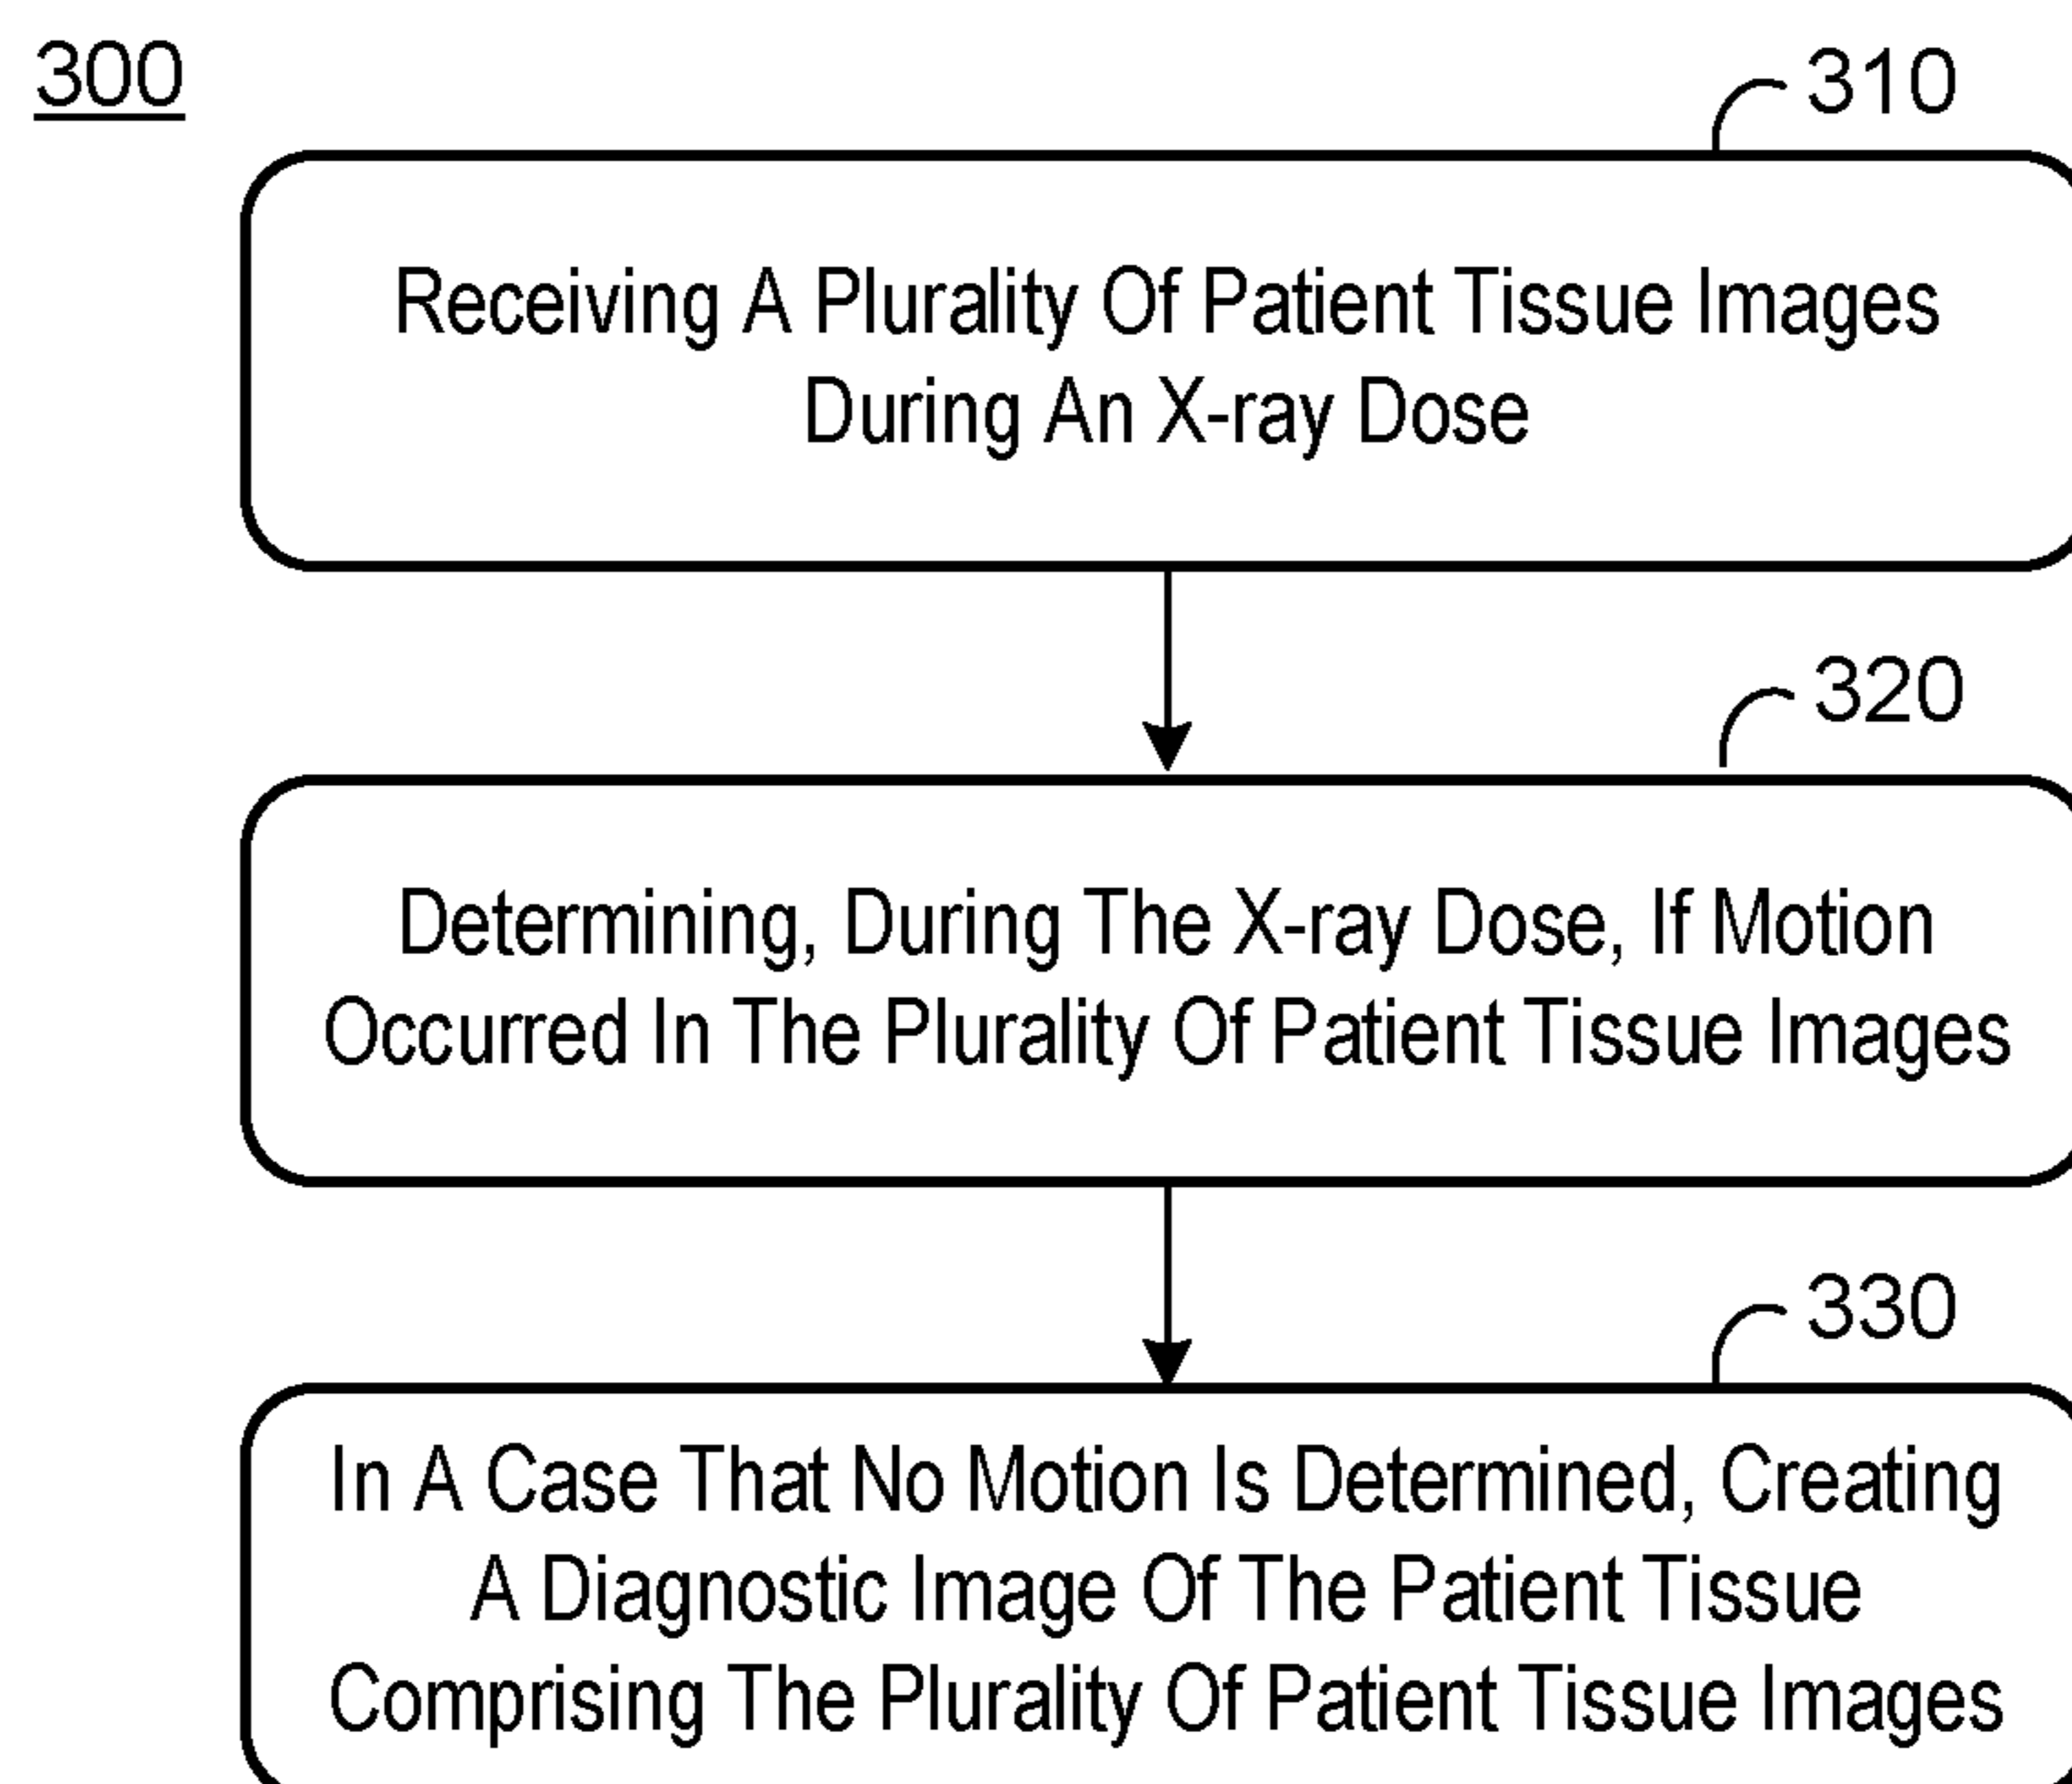 300
310
Receiving A Plurality Of Patient Tissue Images
During An X-ray Dose
320
Determining, During The X-ray Dose, If Motion
Occurred In The Plurality Of Patient Tissue Images
330
In A Case That No Motion Is Determined, Creating
A Diagnostic Image Of The Patient Tissue
Comprising The Plurality Of Patient Tissue Images